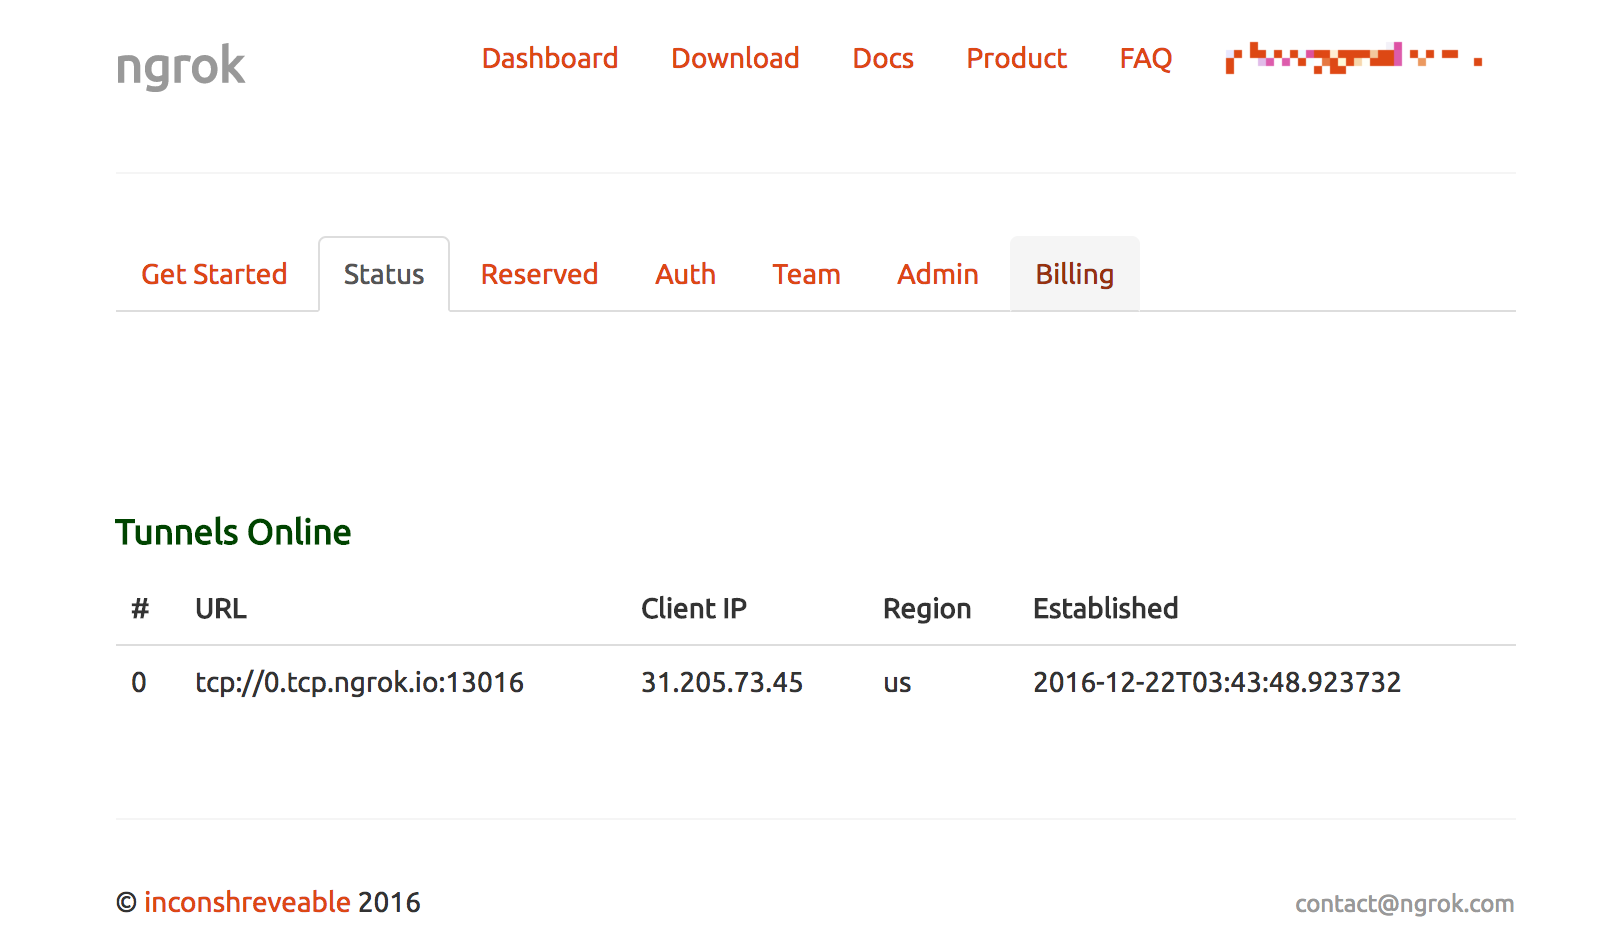 ngrok Dashboard Download Docs Product FAQ
Get Started Status Reserved Auth Team Admin Billing
Tunnels Online
# URL Client IP Region Established
0 tcp://0.tcp.ngrok.io:13016 31.205.73.45 us 2016-12-22T03:43:48.923732
© inconshreveable 2016 contact@ngrok.com